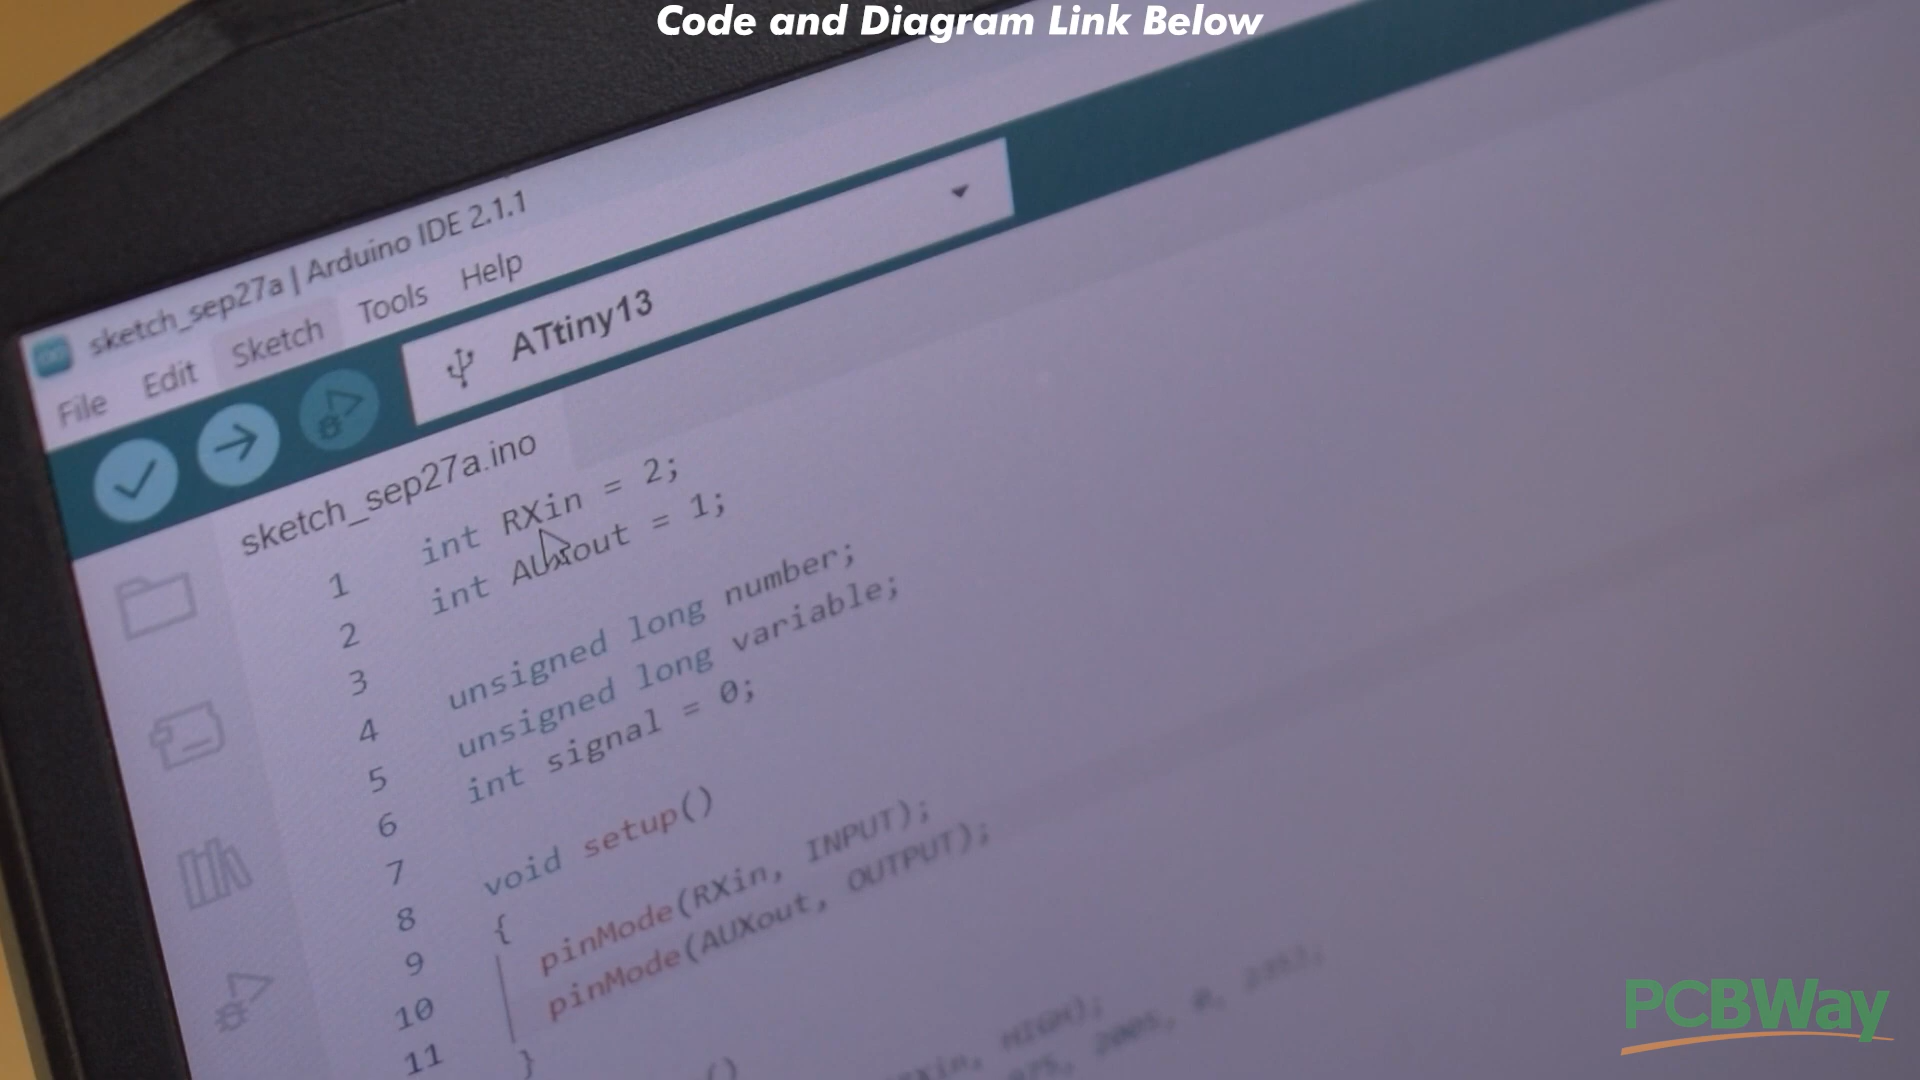 Code and Diagram Link Below
sketch_sep27a | Arduino IDE 2.1.1
File Edit Sketch Tools Help
ATtiny13
sketch_sep27a.ino
1 int RXin = 2;
2 int AUXout = 1;
3
4 unsigned long number;
5 unsigned long variable;
6 int signal = 0;
7
8 void setup()
9 {
10 pinMode(RXin, INPUT);
11 pinMode(AUXout, OUTPUT);
}
()
HIGH);
PCBWay